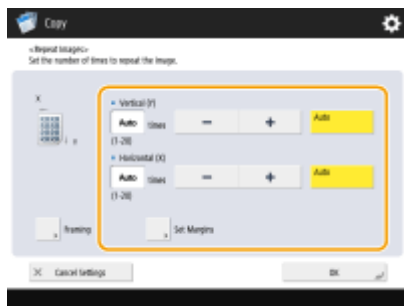 Copy
<Repeat Images>
Set the number of times to repeat the image.
X
Y
■ Vertical (Y)
Auto times − + Auto
(1-20)
■ Horizontal (X)
Auto times − + Auto
(1-20)
Framing Set Margins
× Cancel Settings OK